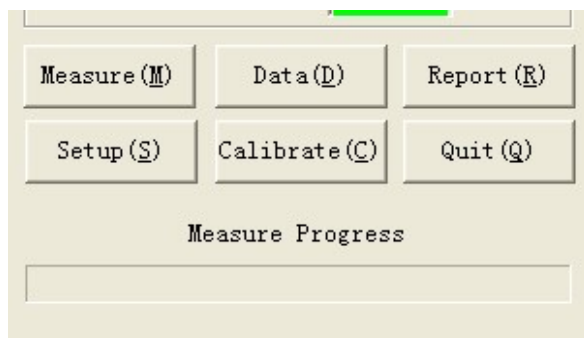 Measure(M) Data(D) Report(R)
Setup(S) Calibrate(C) Quit(Q)
Measure Progress